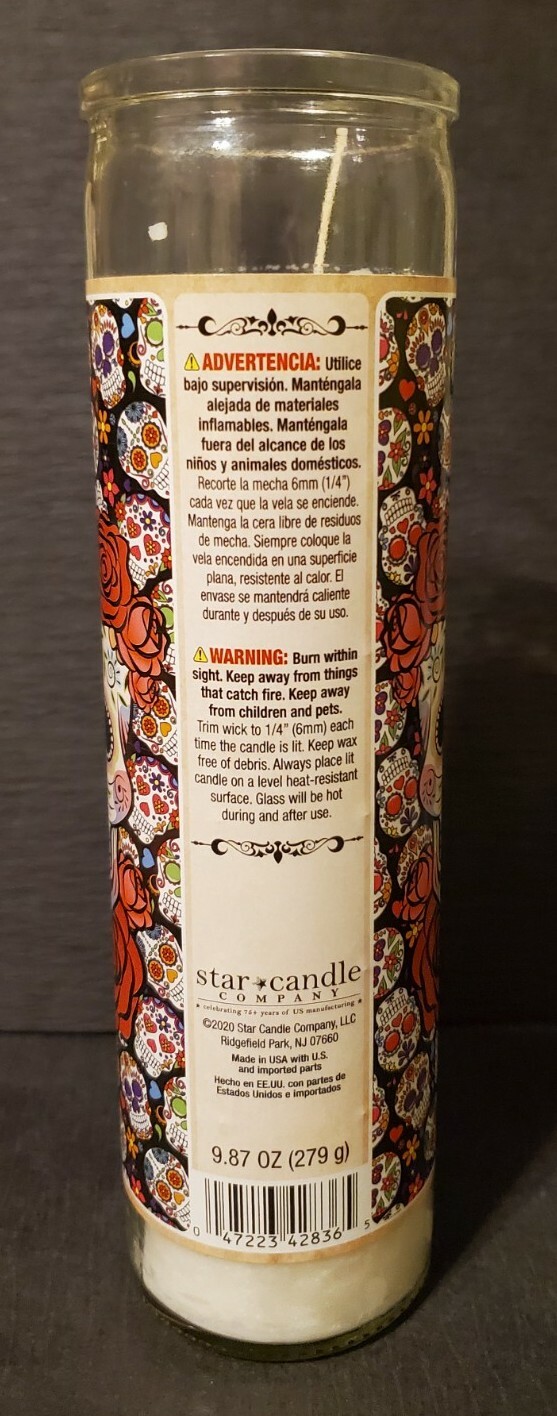 ⚠ADVERTENCIA: Utilice
bajo supervisión. Manténgala
alejada de materiales
inflamables. Manténgala
fuera del alcance de los
niños y animales domésticos.
Recorte la mecha 6mm (1/4")
cada vez que la vela se enciende.
Mantenga la cera libre de residuos
de mecha. Siempre coloque la
vela encendida en una superficie
plana, resistente al calor. El
envase se mantendrá caliente
durante y después de su uso.
⚠WARNING: Burn within
sight. Keep away from things
that catch fire. Keep away
from children and pets.
Trim wick to 1/4" (6mm) each
time the candle is lit. Keep wax
free of debris. Always place lit
candle on a level heat-resistant
surface. Glass will be hot
during and after use.
star★candle
COMPANY
★ celebrating 75+ years of US manufacturing ★
©2020 Star Candle Company, LLC
Ridgefield Park, NJ 07660
Made in USA with U.S.
and imported parts
Hecho en EE.UU. con partes de
Estados Unidos e importados
9.87 OZ (279 g)
0 47223 42836 5